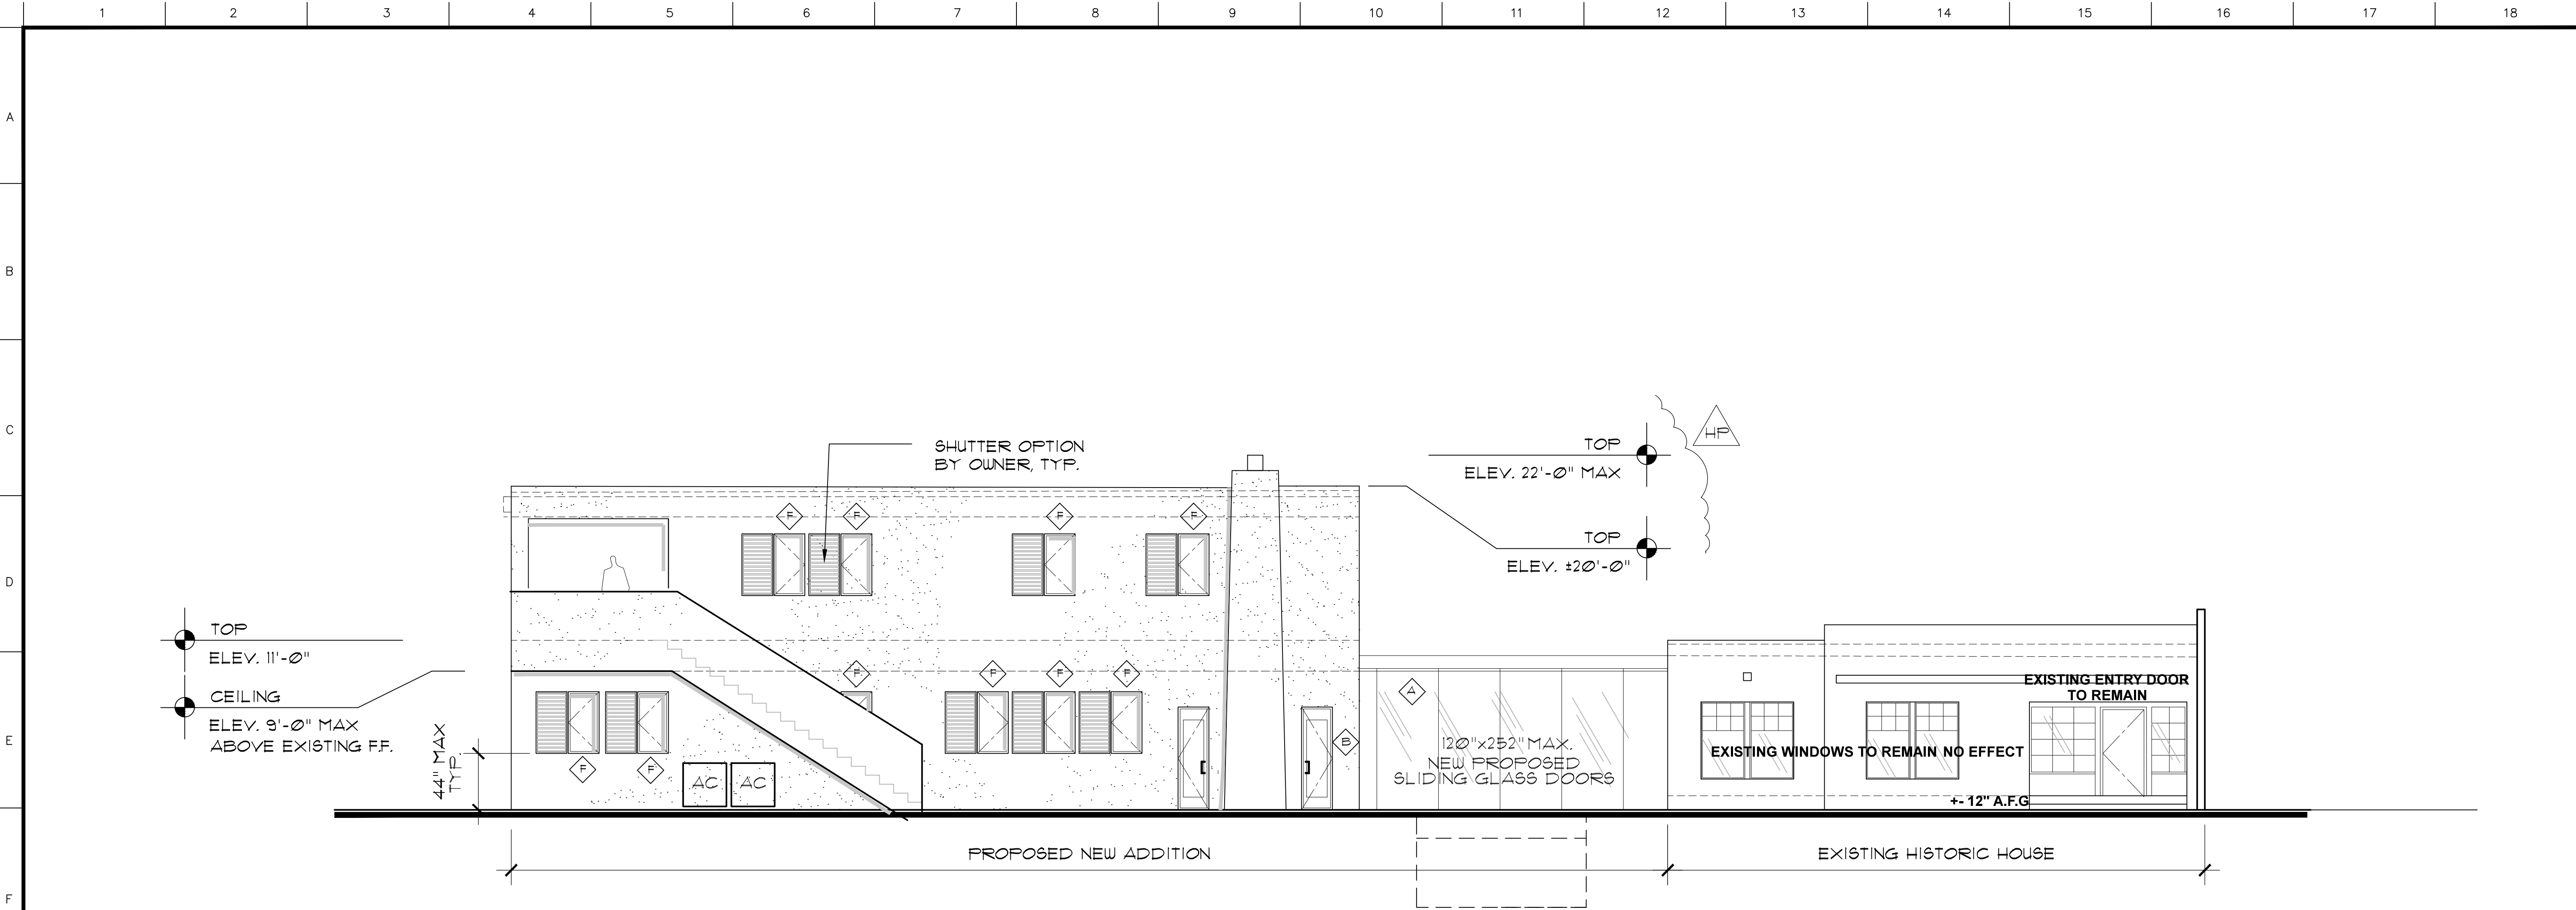 1 2 3 4 5 6 7 8 9 10 11 12 13 14 15 16 17 18
A
B
C
D
E
F
SHUTTER OPTION
BY OWNER, TYP.
TOP
ELEV. 22'-0" MAX
HP
TOP
ELEV. ±20'-0"
F F F F
TOP
ELEV. 11'-0"
CEILING
ELEV. 9'-0" MAX
ABOVE EXISTING F.F.
44" MAX
TYP.
F F F F
F F
AC AC
A
B
120"x252" MAX.
NEW PROPOSED
SLIDING GLASS DOORS
EXISTING ENTRY DOOR
TO REMAIN
EXISTING WINDOWS TO REMAIN NO EFFECT
+- 12" A.F.G
PROPOSED NEW ADDITION
EXISTING HISTORIC HOUSE